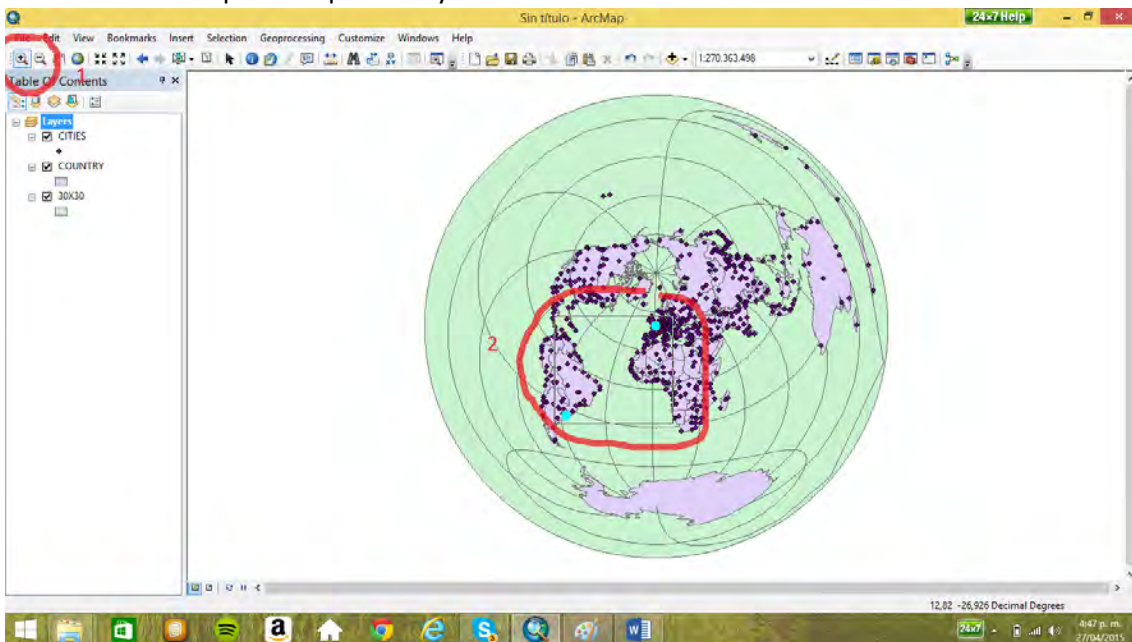 Sin título - ArcMap
24x7 Help
File Edit View Bookmarks Insert Selection Geoprocessing Customize Windows Help
1:270.363.498
1
Table Of Contents
Layers
CITIES
COUNTRY
30X30
2
12,82 -26,926 Decimal Degrees
24x7
4:47 p. m.
27/04/2015